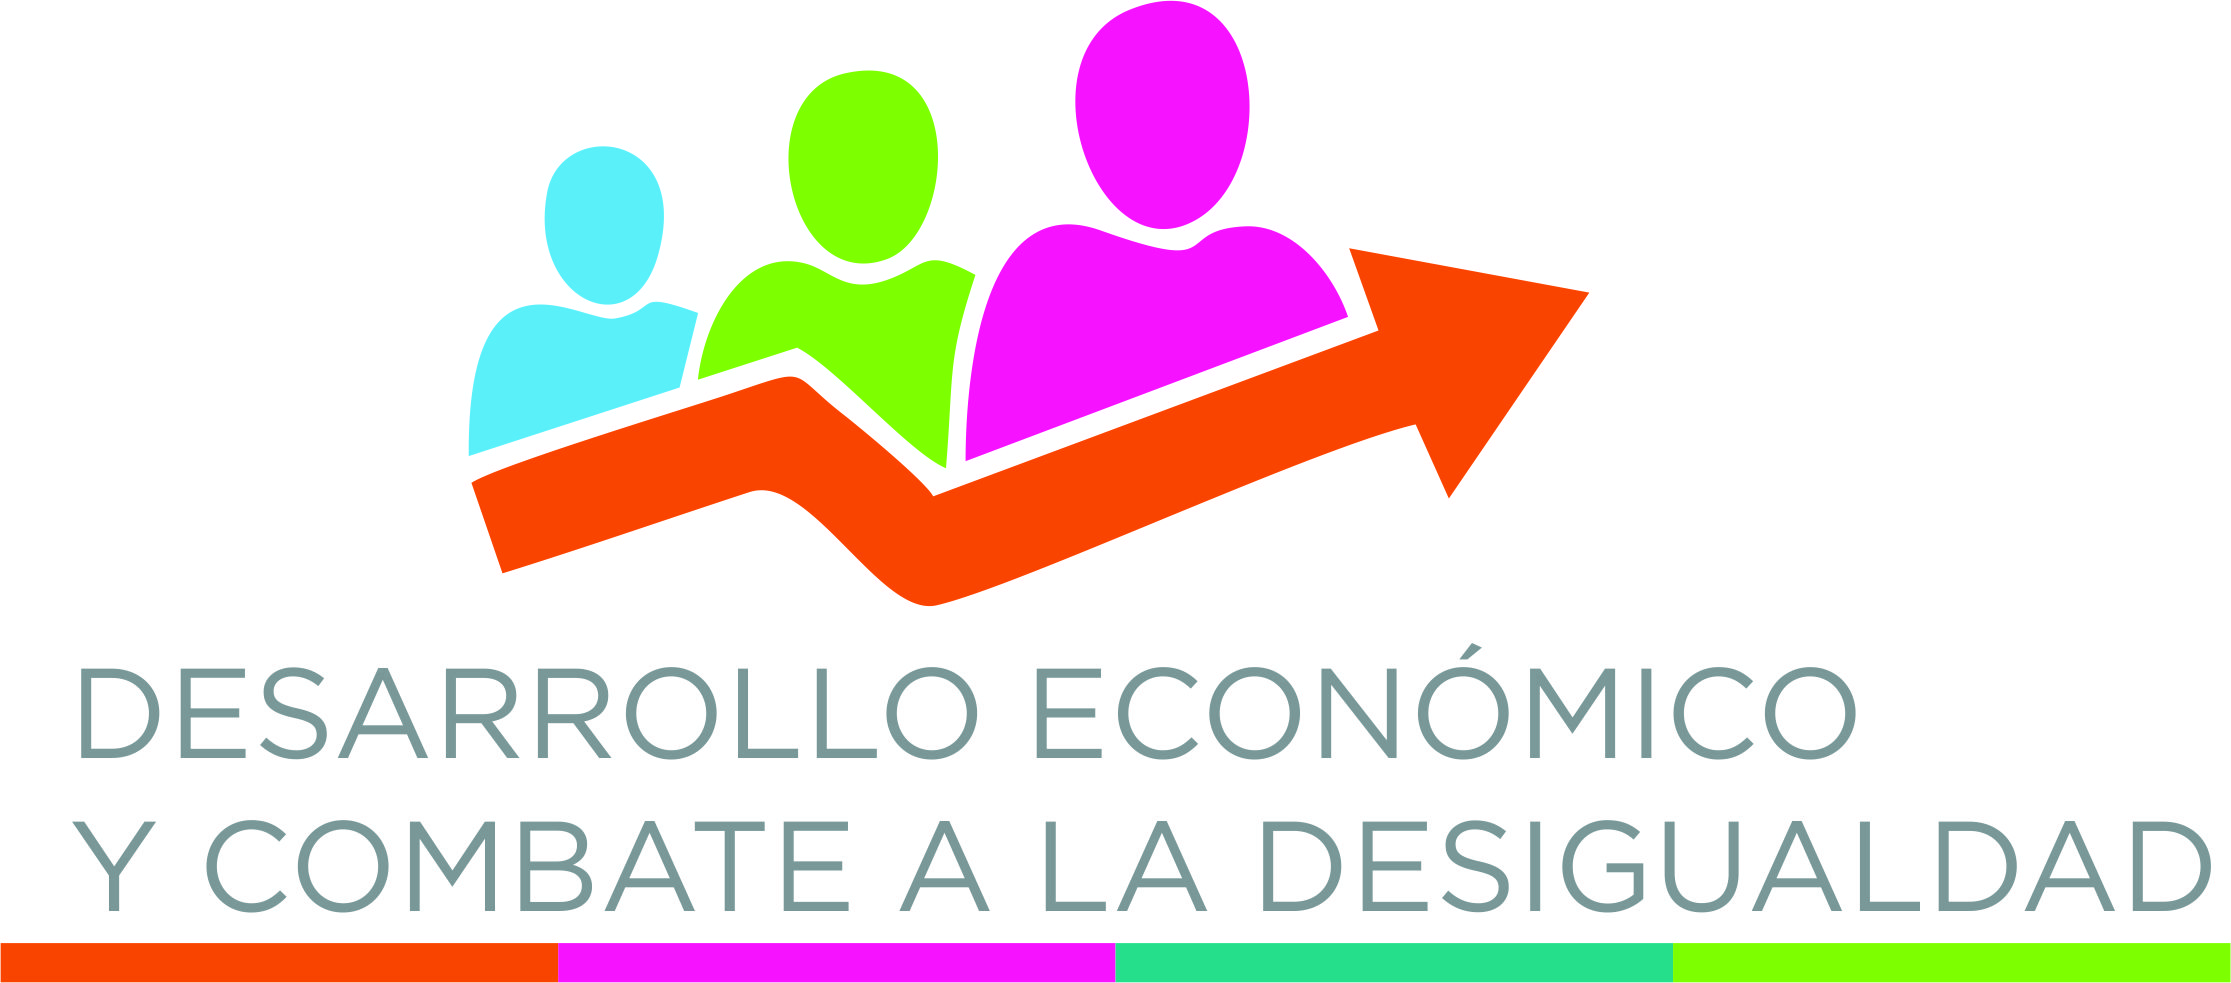 DESARROLLO ECONÓMICO
Y COMBATE A LA DESIGUALDAD